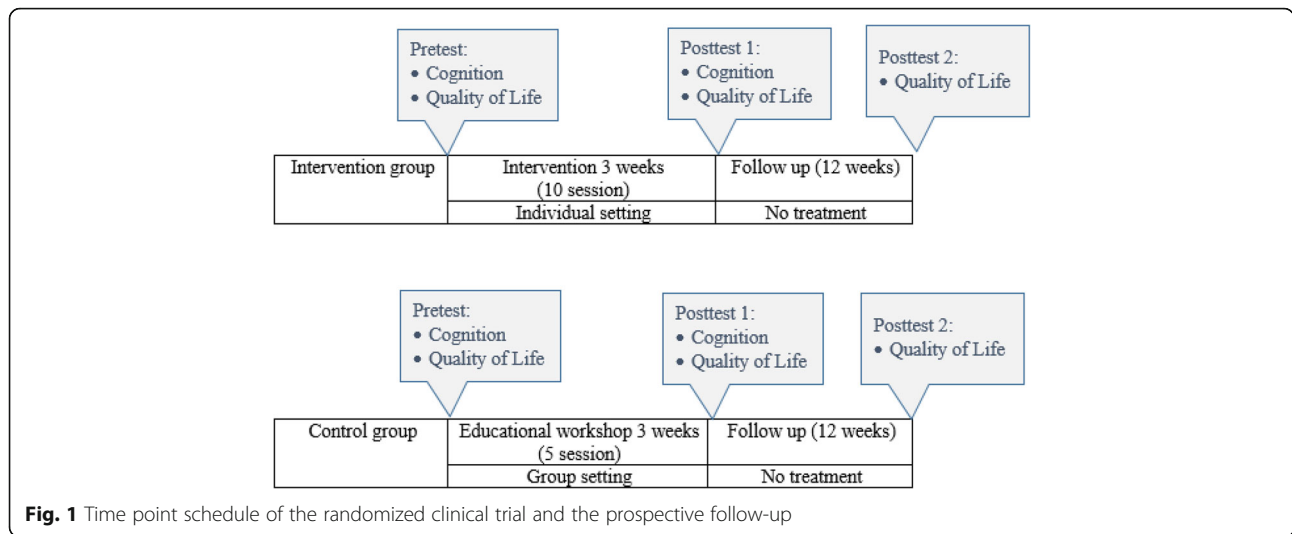 Pretest:
• Cognition
• Quality of Life
Posttest 1:
• Cognition
• Quality of Life
Posttest 2:
• Quality of Life
Intervention group
Intervention 3 weeks
(10 session)
Follow up (12 weeks)
Individual setting
No treatment
Pretest:
• Cognition
• Quality of Life
Posttest 1:
• Cognition
• Quality of Life
Posttest 2:
• Quality of Life
Control group
Educational workshop 3 weeks
(5 session)
Follow up (12 weeks)
Group setting
No treatment
Fig. 1 Time point schedule of the randomized clinical trial and the prospective follow-up